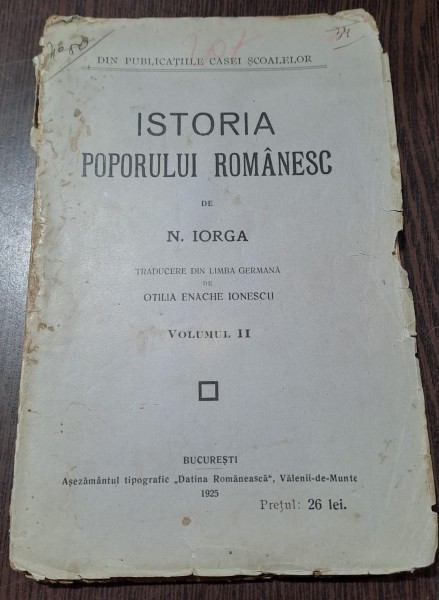 DIN PUBLICAȚIILE CASEI ȘCOALELOR
ISTORIA
POPORULUI ROMÂNESC
DE
N. IORGA
TRADUCERE DIN LIMBA GERMANĂ
DE
OTILIA ENACHE IONESCU
VOLUMUL II
BUCUREȘTI
Așezământul tipografic „Datina Românească“, Vălenii-de-Munte
1925
Prețul: 26 lei.